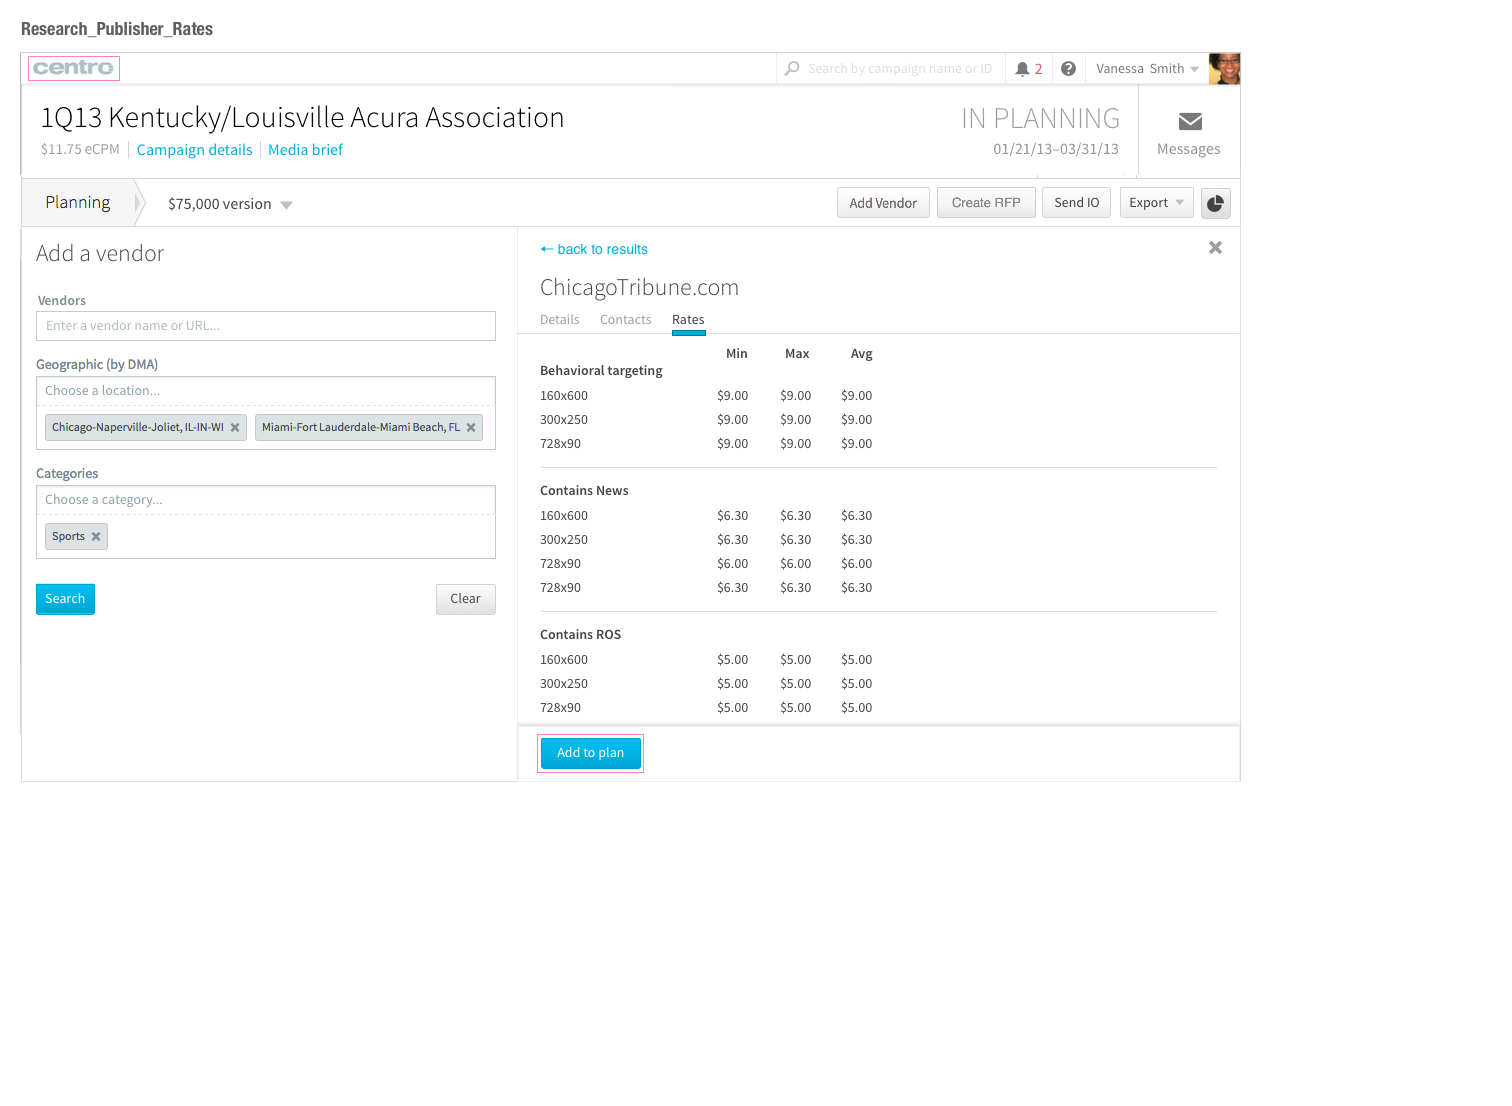 Research_Publisher_Rates
centro
Search by campaign name or ID
2
?
Vanessa Smith
1Q13 Kentucky/Louisville Acura Association
IN PLANNING
$11.75 eCPM
Campaign details
Media brief
01/21/13–03/31/13
Messages
Planning
$75,000 version
Add Vendor
Create RFP
Send IO
Export
Add a vendor
Vendors
Enter a vendor name or URL...
Geographic (by DMA)
Choose a location...
Chicago-Naperville-Joliet, IL-IN-WI
Miami-Fort Lauderdale-Miami Beach, FL
Categories
Choose a category...
Sports
Search
Clear
← back to results
ChicagoTribune.com
Details Contacts Rates
Min Max Avg
Behavioral targeting
160x600 $9.00 $9.00 $9.00
300x250 $9.00 $9.00 $9.00
728x90 $9.00 $9.00 $9.00
Contains News
160x600 $6.30 $6.30 $6.30
300x250 $6.30 $6.30 $6.30
728x90 $6.00 $6.00 $6.00
728x90 $6.30 $6.30 $6.30
Contains ROS
160x600 $5.00 $5.00 $5.00
300x250 $5.00 $5.00 $5.00
728x90 $5.00 $5.00 $5.00
Add to plan